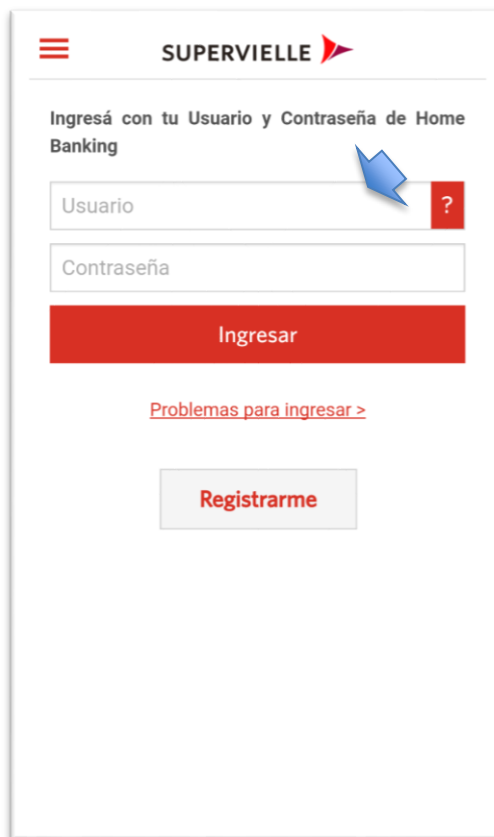 SUPERVIELLE
Ingresá con tu Usuario y Contraseña de Home
Banking
Usuario
?
Contraseña
Ingresar
Problemas para ingresar >
Registrarme